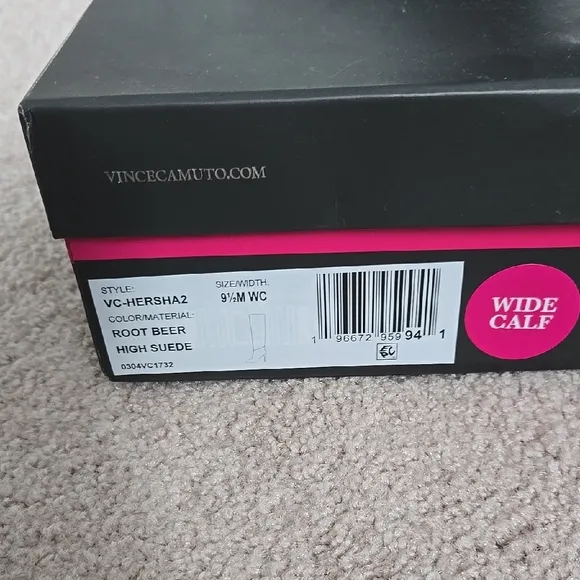 VINCECAMUTO.COM
STYLE:
VC-HERSHA2
SIZE/WIDTH:
9½M WC
COLOR/MATERIAL:
ROOT BEER
HIGH SUEDE
0304VC1732
1 96672 95994 1
WIDE
CALF